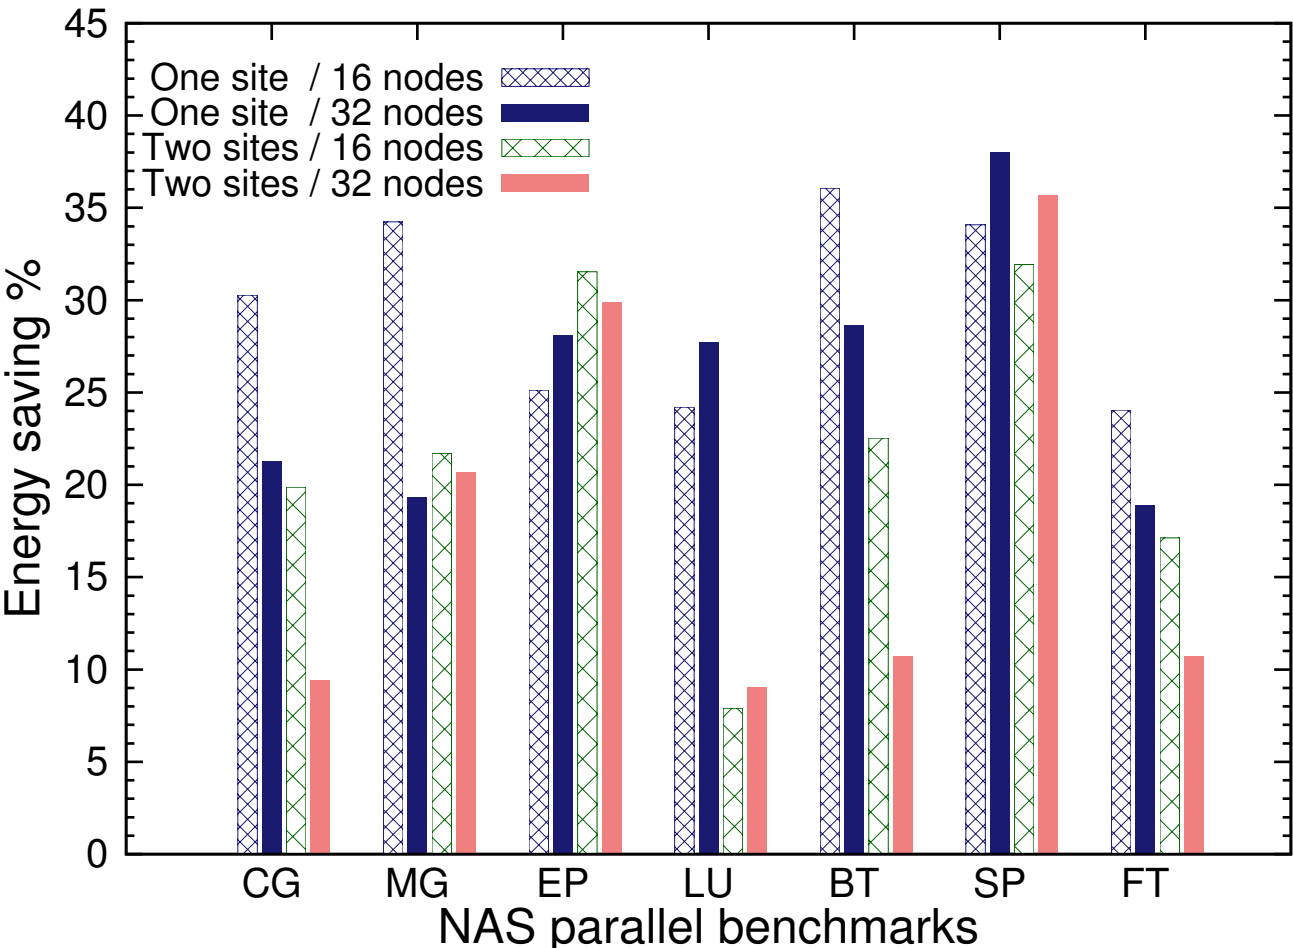 45
40
35
30
25
20
15
10
5
0
Energy saving %
One site / 16 nodes
One site / 32 nodes
Two sites / 16 nodes
Two sites / 32 nodes
CG MG EP LU BT SP FT
NAS parallel benchmarks